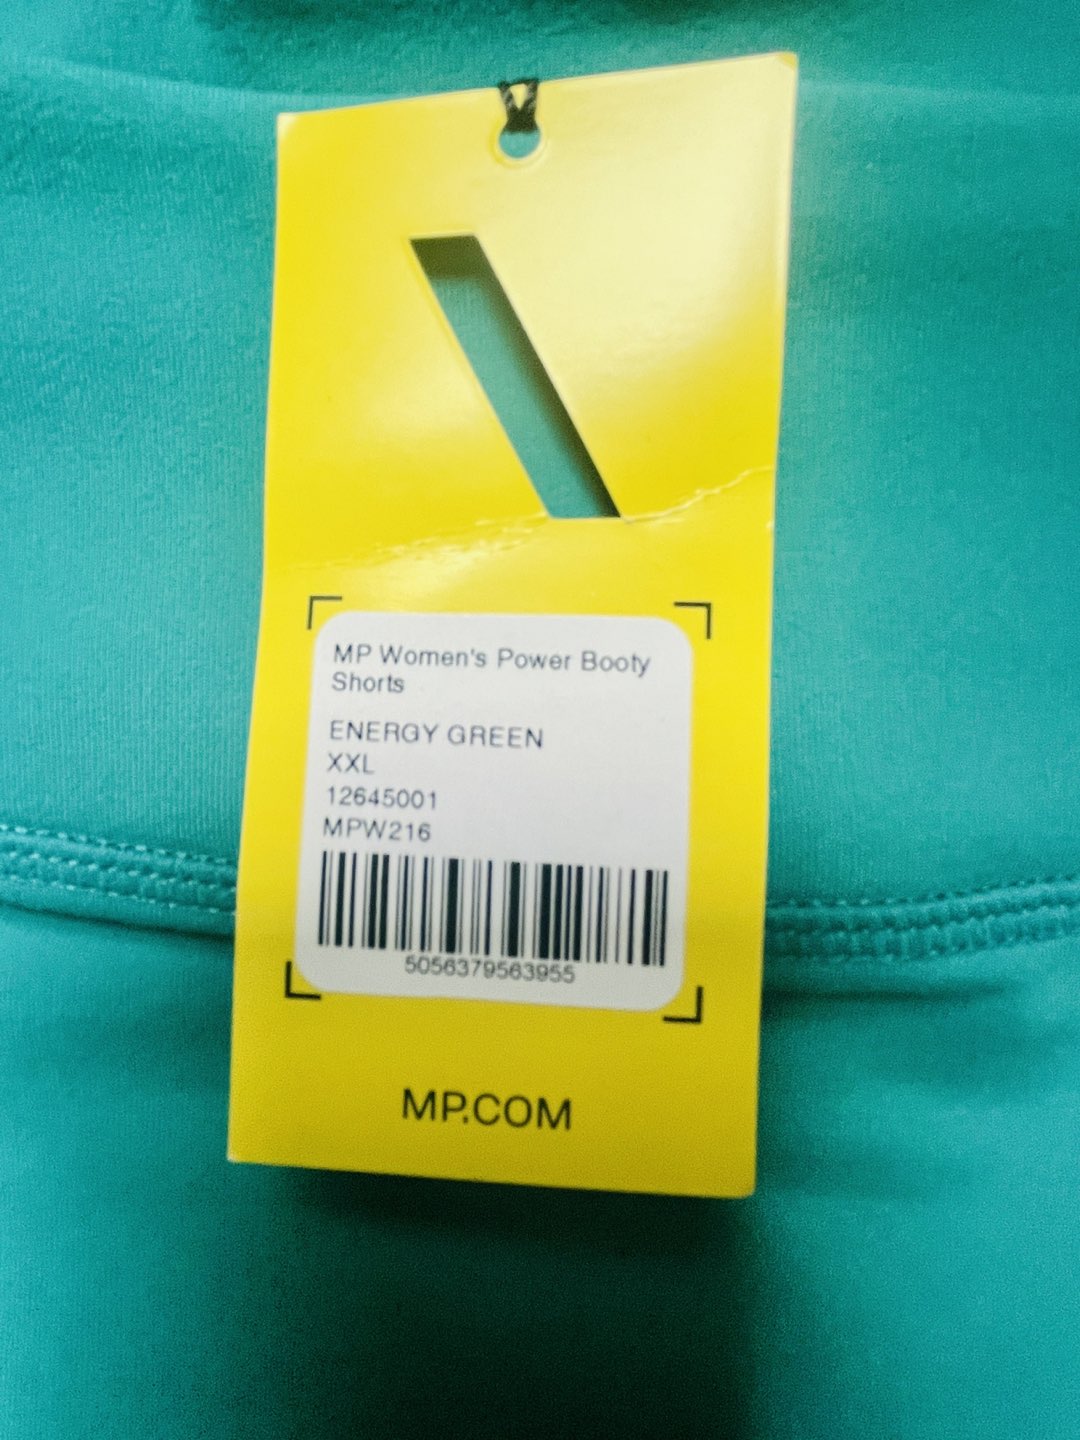 MP Women's Power Booty
Shorts
ENERGY GREEN
XXL
12645001
MPW216
5056379563955
MP.COM